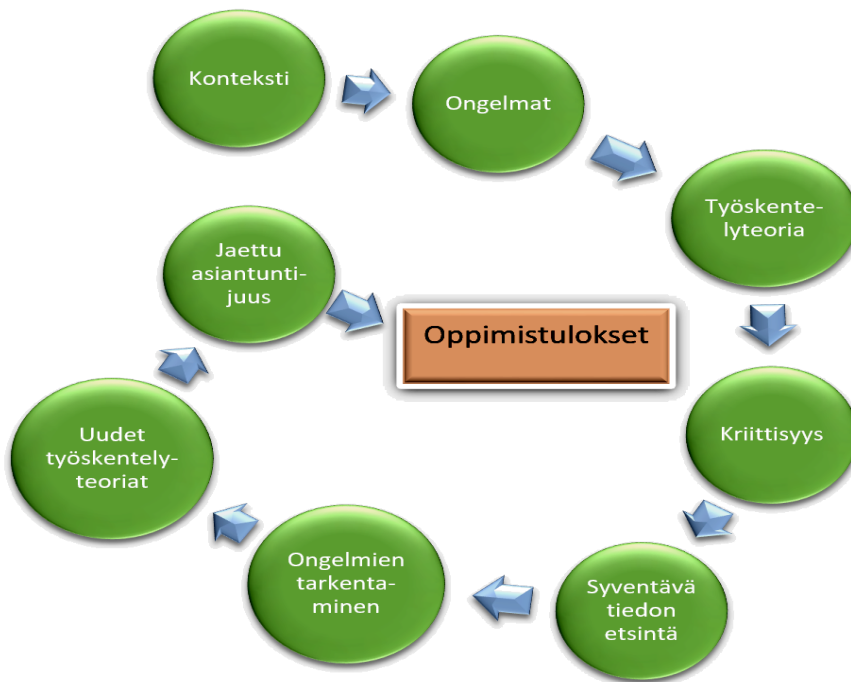 Konteksti
Ongelmat
Työskente-
lyteoria
Kriittisyys
Syventävä
tiedon
etsintä
Ongelmien
tarkenta-
minen
Uudet
työskentely-
teoriat
Jaettu
asiantunti-
juus
Oppimistulokset